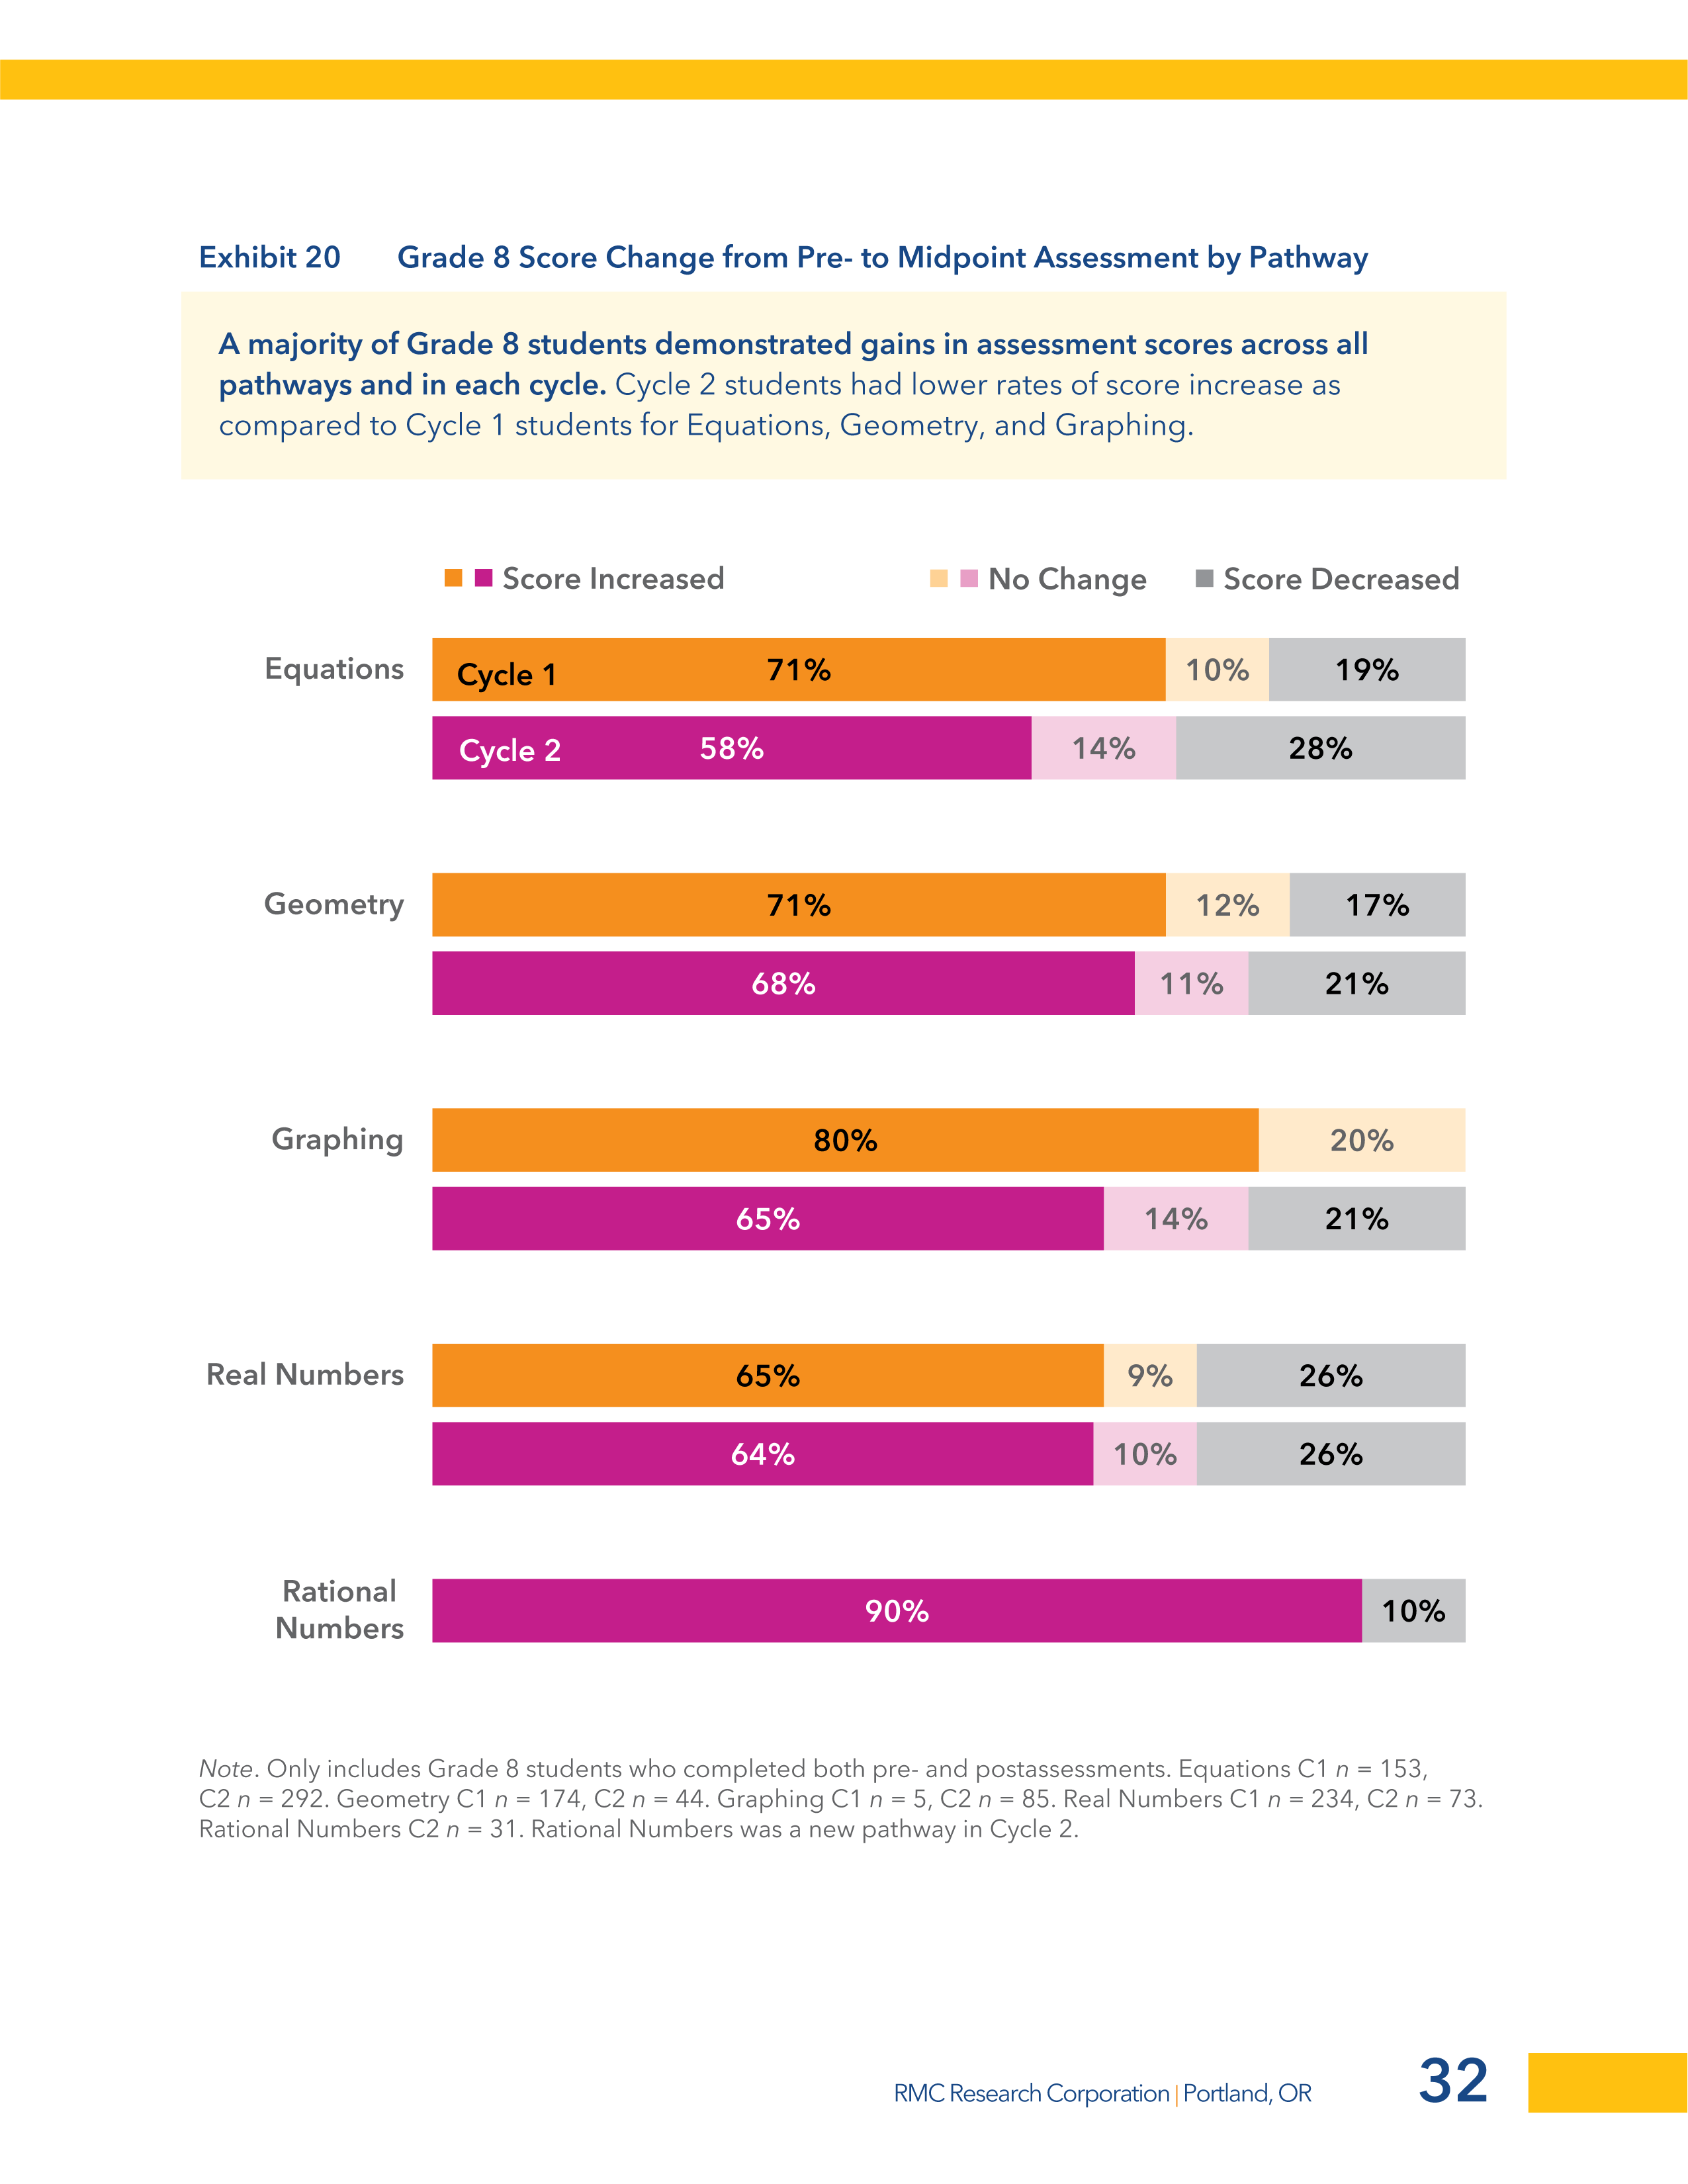 Exhibit 20 Grade 8 Score Change from Pre- to Midpoint Assessment by Pathway
A majority of Grade 8 students demonstrated gains in assessment scores across all
pathways and in each cycle. Cycle 2 students had lower rates of score increase as
compared to Cycle 1 students for Equations, Geometry, and Graphing.
Score Increased No Change Score Decreased
Equations Cycle 1 71% 10% 19%
Cycle 2 58% 14% 28%
Geometry 71% 12% 17%
68% 11% 21%
Graphing 80% 20%
65% 14% 21%
Real Numbers 65% 9% 26%
64% 10% 26%
Rational
Numbers
90% 10%
Note. Only includes Grade 8 students who completed both pre- and postassessments. Equations C1 n = 153,
C2 n = 292. Geometry C1 n = 174, C2 n = 44. Graphing C1 n = 5, C2 n = 85. Real Numbers C1 n = 234, C2 n = 73.
Rational Numbers C2 n = 31. Rational Numbers was a new pathway in Cycle 2.
RMC Research Corporation | Portland, OR 32